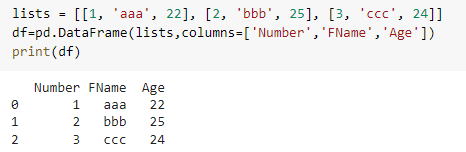 lists = [[1, 'aaa', 22], [2, 'bbb', 25], [3, 'ccc', 24]]
df=pd.DataFrame(lists,columns=['Number','FName','Age'])
print(df)
   Number FName  Age
0       1   aaa   22
1       2   bbb   25
2       3   ccc   24